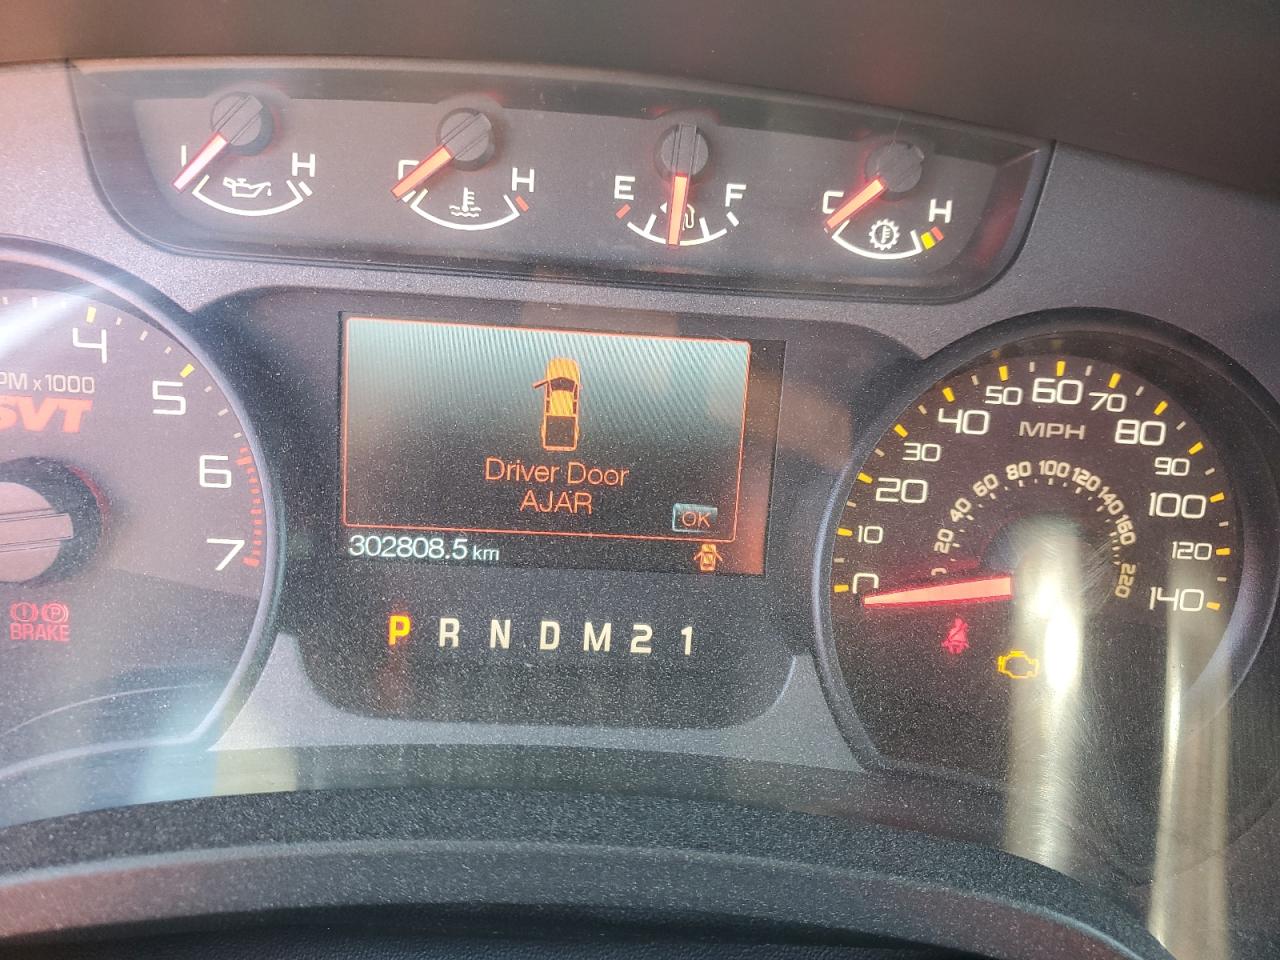 L H
C H
E F
C H
4
5
6
7
PM x 1000
SVT
BRAKE
P
Driver Door
AJAR
OK
302808.5 km
P R N D M 2 1
0 10 20 30 40 50 60 70 80 90 100 120 140
MPH
0 20 40 60 80 100 120 140 160 220